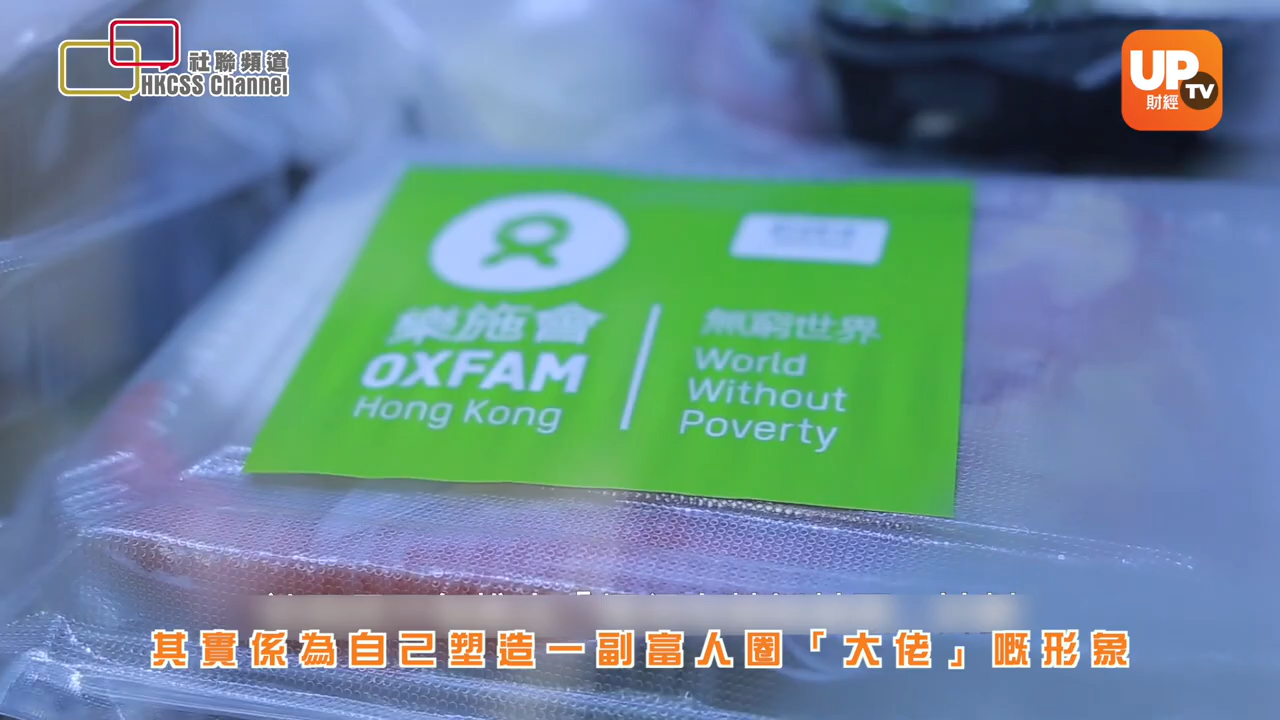 社聯頻道
HKCSS Channel
UP
TV
財經
樂施會
OXFAM
Hong Kong
無窮世界
World
Without
Poverty
其實係為自己塑造一副富人圈「大佬」嘅形象